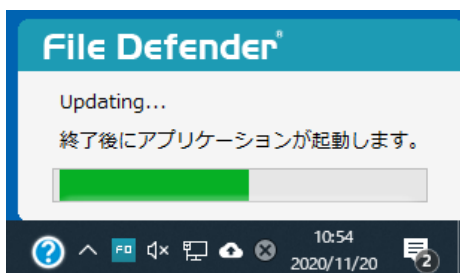 File Defender®
Updating...
終了後にアプリケーションが起動します。
? FD 10:54
2020/11/20 2